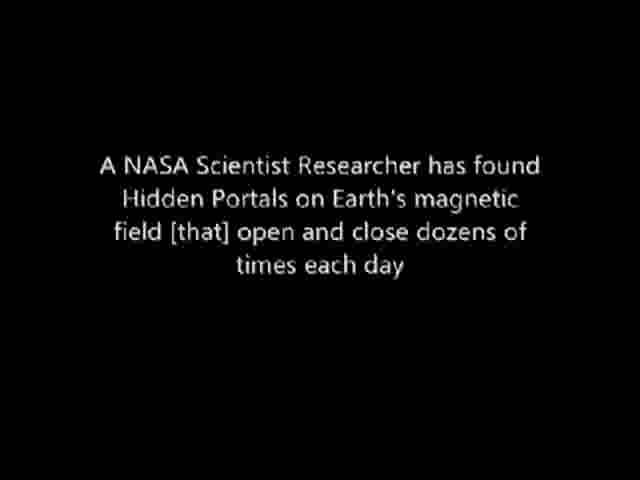 A NASA Scientist Researcher has found
Hidden Portals on Earth's magnetic
field [that] open and close dozens of
times each day